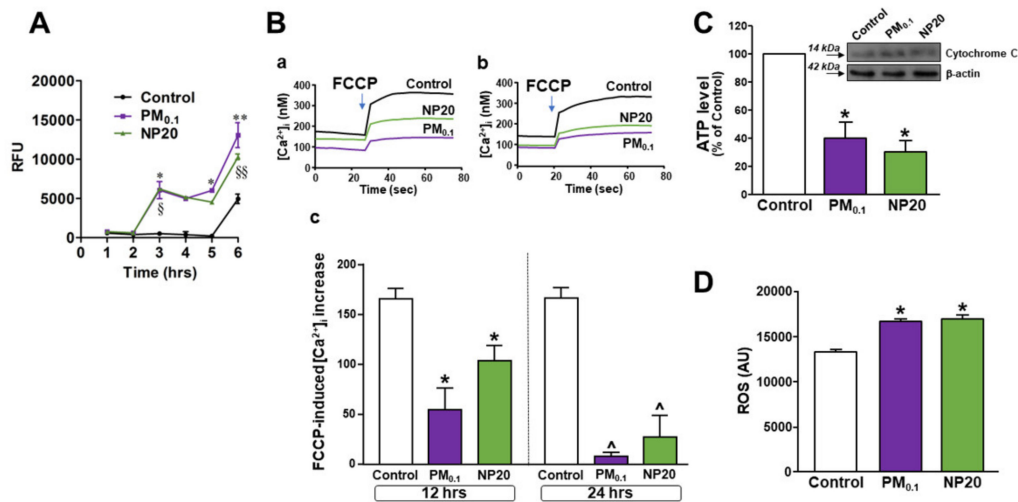 A
RFU
20000
15000
10000
5000
0
Control
PM0.1
NP20
*
§
*
**
§§
0 1 2 3 4 5 6
Time (hrs)
B
a
[Ca2+]i (nM)
400
300
200
100
0
FCCP
Control
NP20
PM0.1
0 20 40 60 80
Time (sec)
b
[Ca2+]i (nM)
400
300
200
100
0
FCCP
Control
NP20
PM0.1
0 20 40 60 80
Time (sec)
c
FCCP-induced [Ca2+]i increase
200
150
100
50
0
*
*
^
^
Control PM0.1 NP20 Control PM0.1 NP20
12 hrs 24 hrs
C
ATP level
(% of Control)
120
100
80
60
40
20
0
Control PM0.1 NP20
14 kDa Cytochrome C
42 kDa β-actin
*
*
Control PM0.1 NP20
D
ROS (AU)
20000
15000
10000
5000
0
*
*
Control PM0.1 NP20